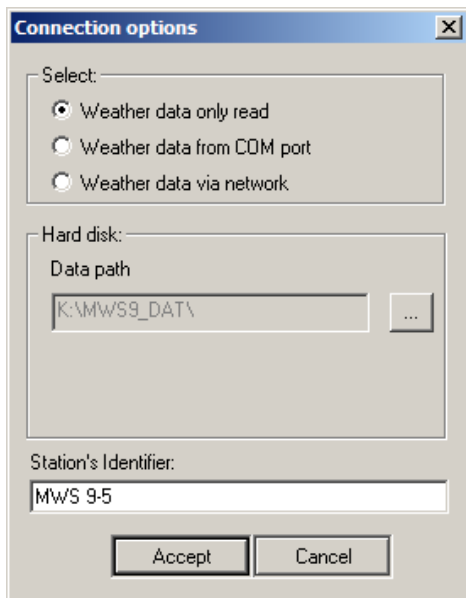 Connection options
Select:
Weather data only read
Weather data from COM port
Weather data via network
Hard disk:
Data path
K:\MWS9_DAT\
...
Station's Identifier:
MWS 9-5
Accept
Cancel